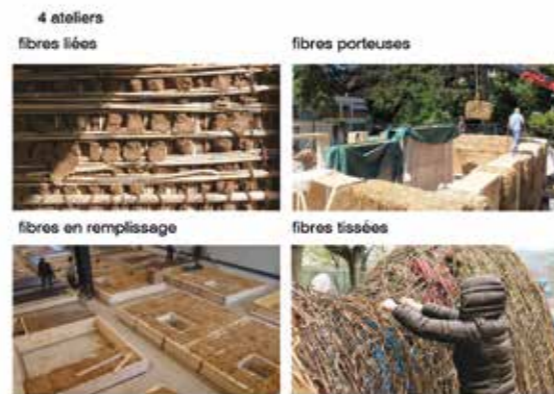 4 ateliers
fibres liées
fibres porteuses
fibres en remplissage
fibres tissées